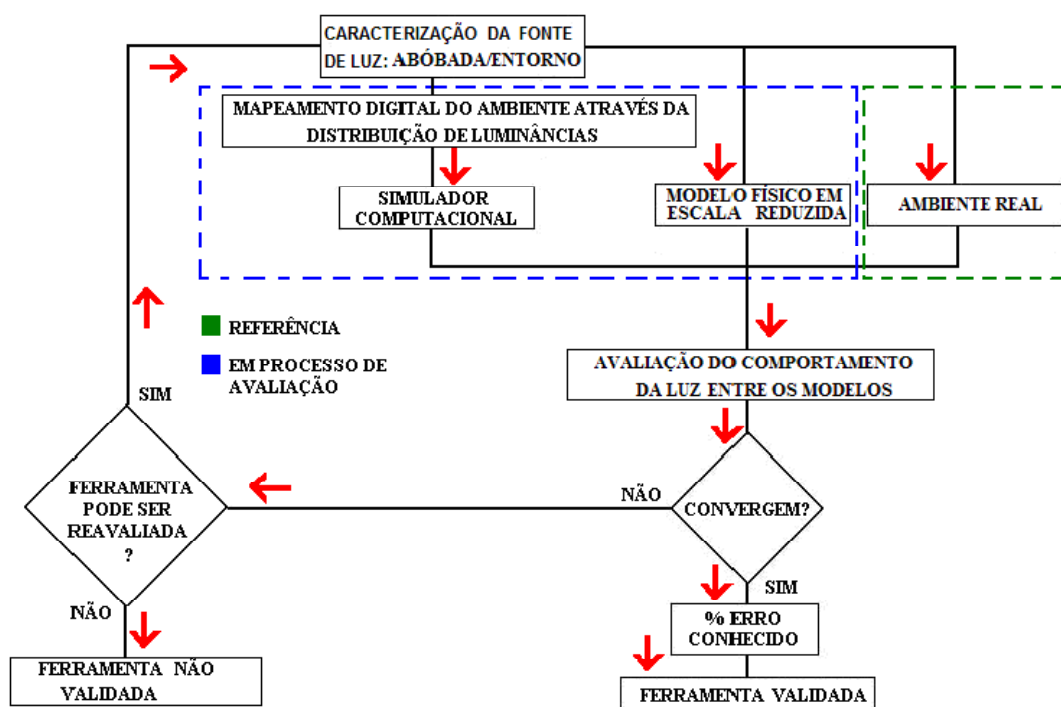 CARACTERIZAÇÃO DA FONTE
DE LUZ: ABÓBADA/ENTORNO
MAPEAMENTO DIGITAL DO AMBIENTE ATRAVÉS DA
DISTRIBUIÇÃO DE LUMINÂNCIAS
SIMULADOR
COMPUTACIONAL
MODELO FÍSICO EM
ESCALA REDUZIDA
AMBIENTE REAL
REFERÊNCIA
EM PROCESSO DE
AVALIAÇÃO
AVALIAÇÃO DO COMPORTAMENTO
DA LUZ ENTRE OS MODELOS
SIM
FERRAMENTA
PODE SER
REAVALIADA
?
NÃO
CONVERGEM?
NÃO
SIM
% ERRO
CONHECIDO
FERRAMENTA NÃO
VALIDADA
FERRAMENTA VALIDADA